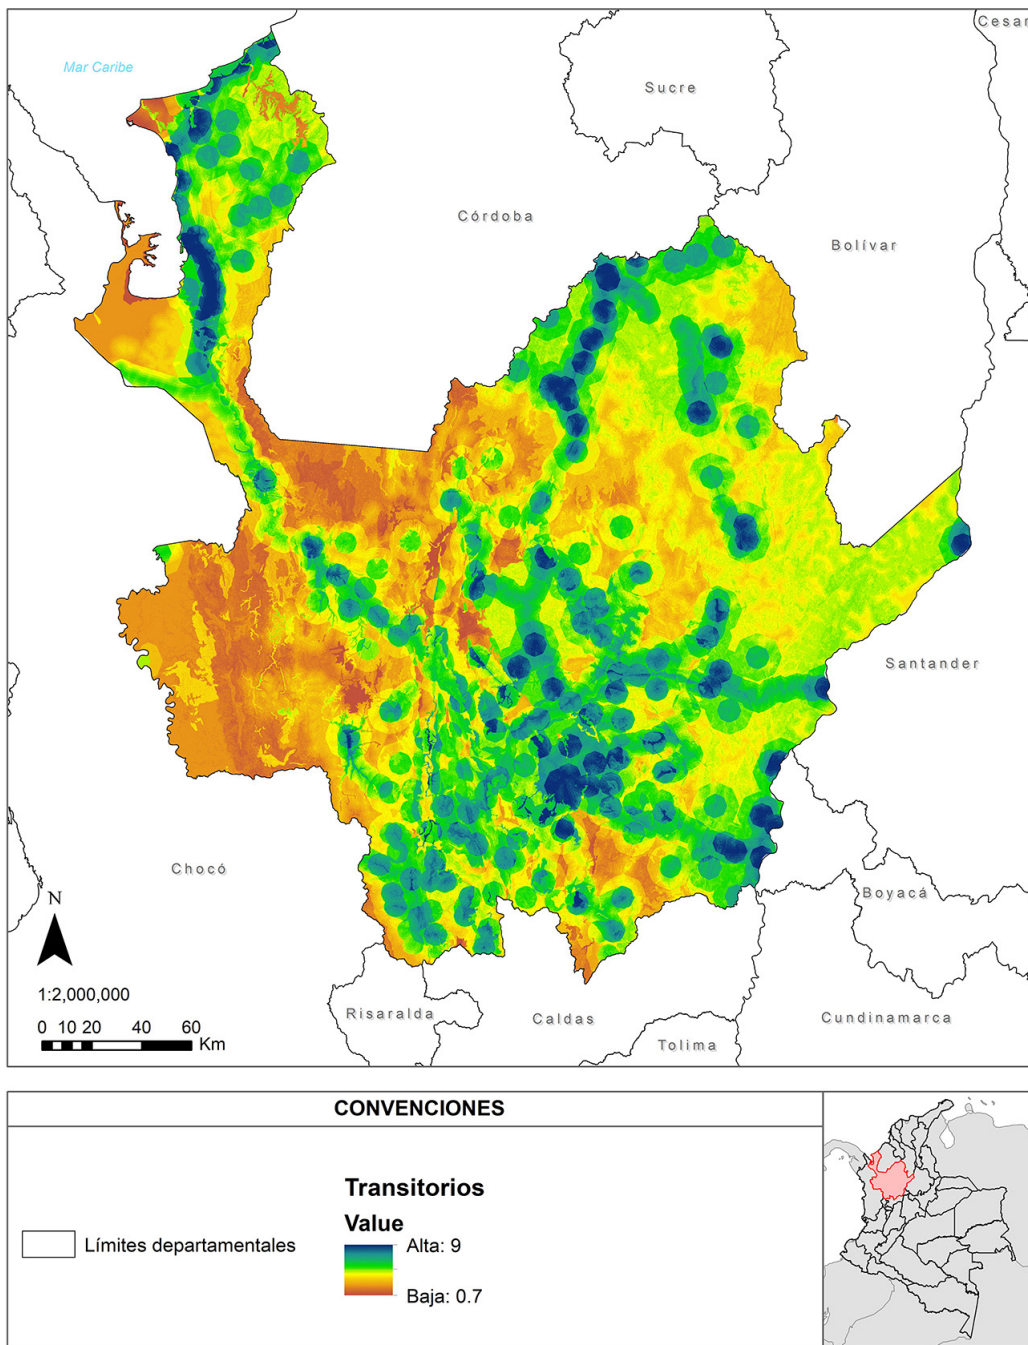 Cesar
Mar Caribe
Sucre
Córdoba
Bolívar
Santander
Chocó
Boyacá
N
1:2,000,000
0 10 20 40 60
Km
Risaralda
Caldas
Cundinamarca
Tolima
CONVENCIONES
Límites departamentales
Transitorios
Value
Alta: 9
Baja: 0.7